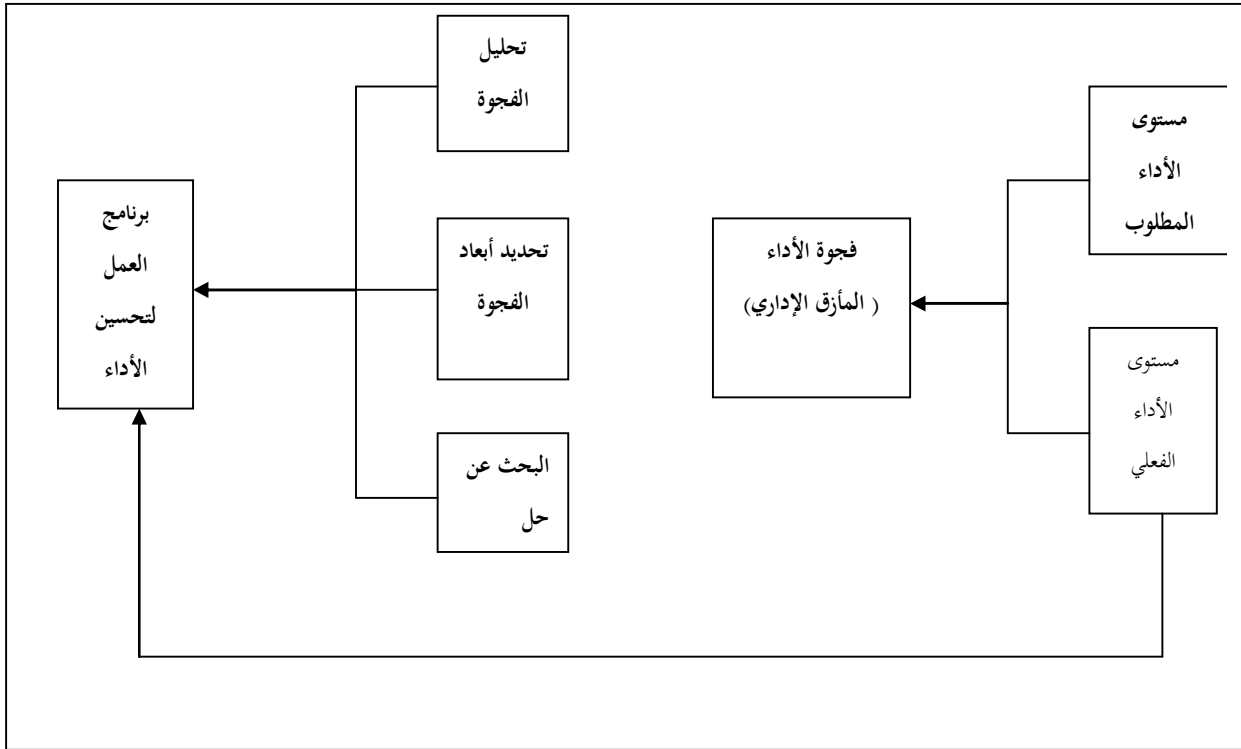 مستوى
الأداء
المطلوب
مستوى
الأداء
الفعلي
فجوة الأداء
( المأزق الإداري)
تحليل
الفجوة
تحديد أبعاد
الفجوة
البحث عن
حل
برنامج
العمل
لتحسين
الأداء